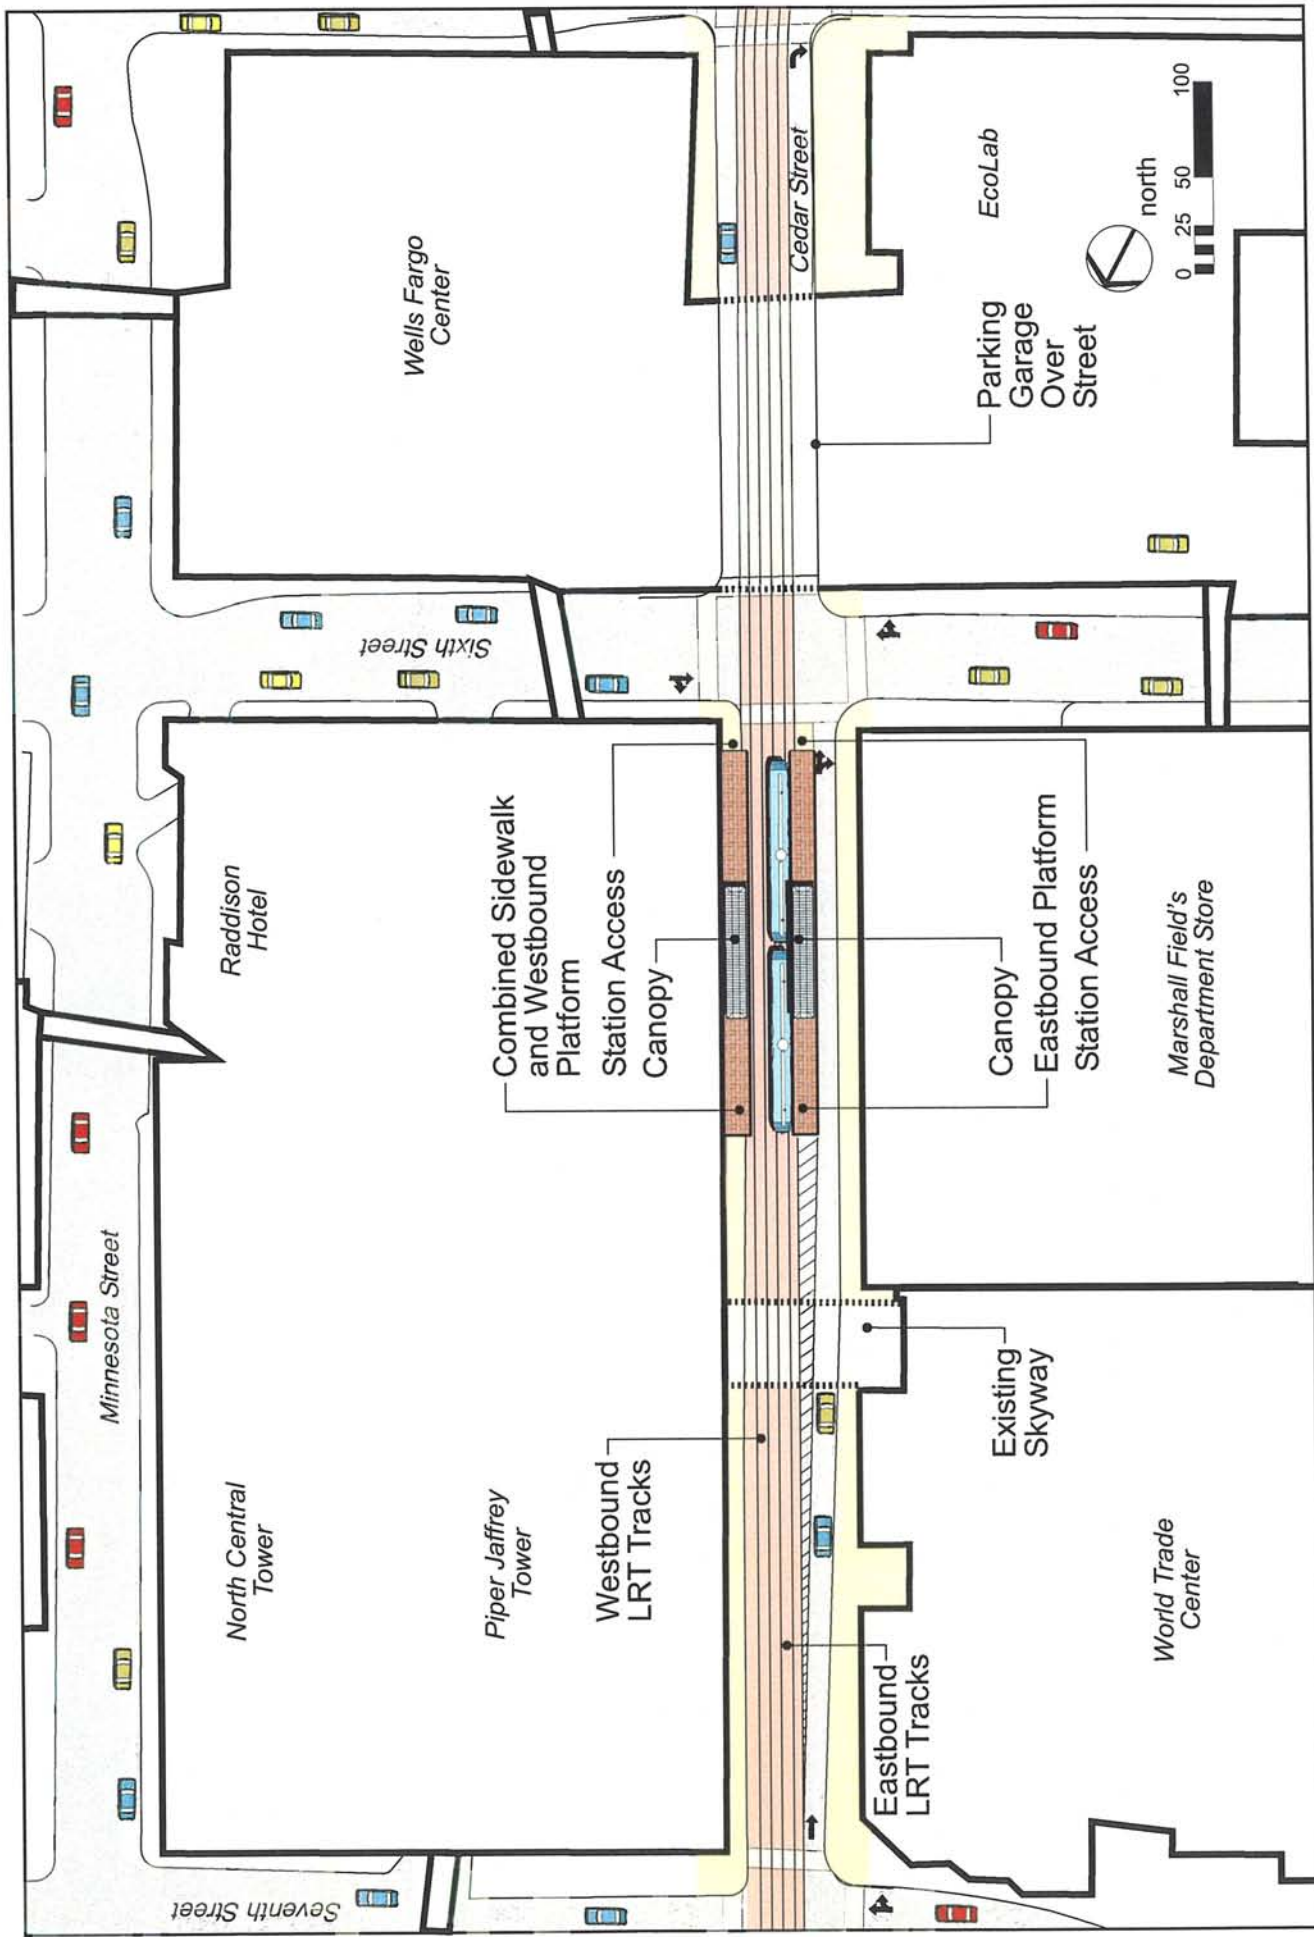 Seventh Street
Minnesota Street
North Central
Tower
Piper Jaffrey
Tower
Raddison
Hotel
Sixth Street
Wells Fargo
Center
Westbound
LRT Tracks
Combined Sidewalk
and Westbound
Platform
Station Access
Canopy
Cedar Street
Eastbound
LRT Tracks
Existing
Skyway
Canopy
Eastbound Platform
Station Access
Parking
Garage
Over
Street
World Trade
Center
Marshall Field's
Department Store
EcoLab
north
0 25 50 100